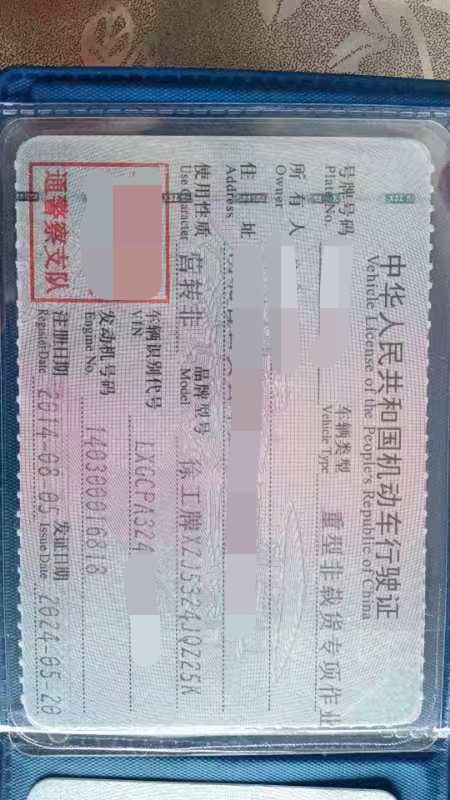 中华人民共和国机动车行驶证
Vehicle License of the People's Republic of China
号牌号码
Plate No.
车辆类型
Vehicle Type
重型非载货专项作业
所有人
Owner
住址
Address
使用性质
Use Character
营转非
品牌型号
Model
徐工牌XZJ5324JQZ25K
车辆识别代号
VIN
LXGCPA324
发动机号码
Engine No.
140300016818
注册日期
Register Date
2014-08-05
发证日期
Issue Date
2024-05-20
通警察支队